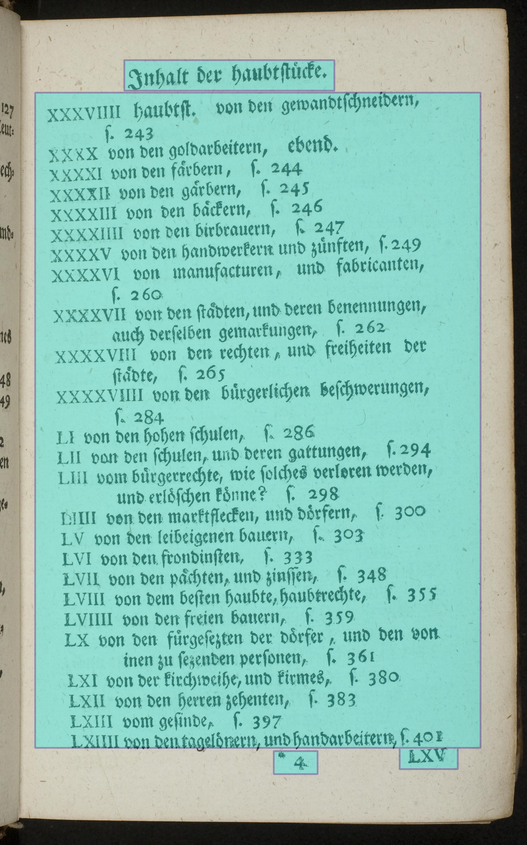 Inhalt der haubtstücke.
XXXVIIII haubtst. von den gewandtschneidern,
s. 243
XXXX von den goldarbeitern, ebend.
XXXXI von den färbern, s. 244
XXXXII von den gärbern, s. 245
XXXXIII von den bäckern, s. 246
XXXXIIII von den birbrauern, s. 247
XXXXV von den handwerkern und zünften, s. 249
XXXXVI von manufacturen, und fabricanten,
s. 260
XXXXVII von den städten, und deren benennungen,
auch derselben gemarkungen, s. 262
XXXXVIII von den rechten, und freiheiten der
städte, s. 265
XXXXVIIII von den bürgerlichen beschwerungen,
s. 284
LI von den hohen schulen, s. 286
LII von den schulen, und deren gattungen, s. 294
LIII vom bürgerrechte, wie solches verloren werden,
und erlöschen könne? s. 298
LIIII von den marktflecken, und dörfern, s. 300
LV von den leibeigenen bauern, s. 303
LVI von den frondinsten, s. 333
LVII von den pächten, und zinssen, s. 348
LVIII von dem besten haubte, haubtrechte, s. 355
LVIIII von den freien bauern, s. 359
LX von den fürgesezten der dörfer, und den von
inen zu sezenden personen, s. 361
LXI von der kirchweihe, und kirmes, s. 380
LXII von den herren zehenten, s. 383
LXIII vom gesinde, s. 397
LXIIII von den tagelönern, und handarbeitern, s. 401
* 4
LXV